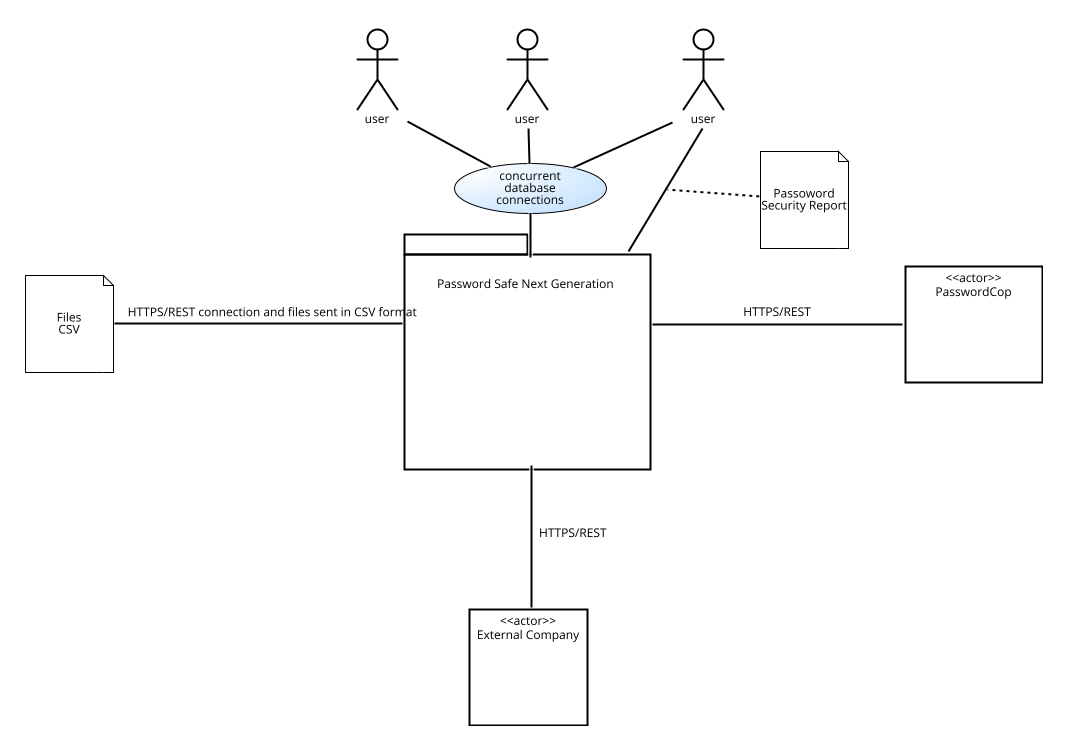 user
user
user
concurrent
database
connections
Passoword
Security Report
Password Safe Next Generation
<<actor>>
PasswordCop
Files
CSV
HTTPS/REST connection and files sent in CSV format
HTTPS/REST
HTTPS/REST
<<actor>>
External Company